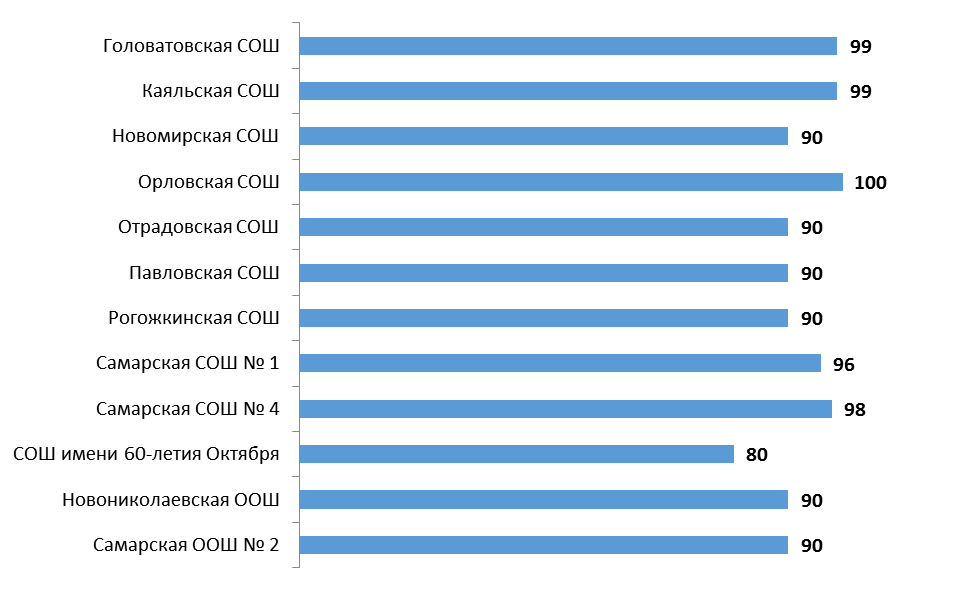 Головатовская СОШ 99
Каяльская СОШ 99
Новомирская СОШ 90
Орловская СОШ 100
Отрадовская СОШ 90
Павловская СОШ 90
Рогожкинская СОШ 90
Самарская СОШ № 1 96
Самарская СОШ № 4 98
СОШ имени 60-летия Октября 80
Новониколаевская ООШ 90
Самарская ООШ № 2 90